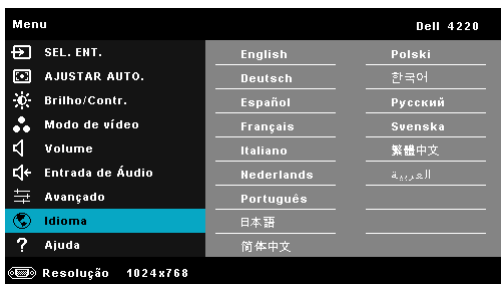 Menu Dell 4220
SEL. ENT. English Polski
AJUSTAR AUTO. Deutsch 한국어
Brilho/Contr. Español Русский
Modo de vídeo Français Svenska
Volume Italiano 繁體中文
Entrada de Áudio Nederlands العربية
Avançado Português
Idioma 日本語
? Ajuda 简体中文
Resolução 1024x768